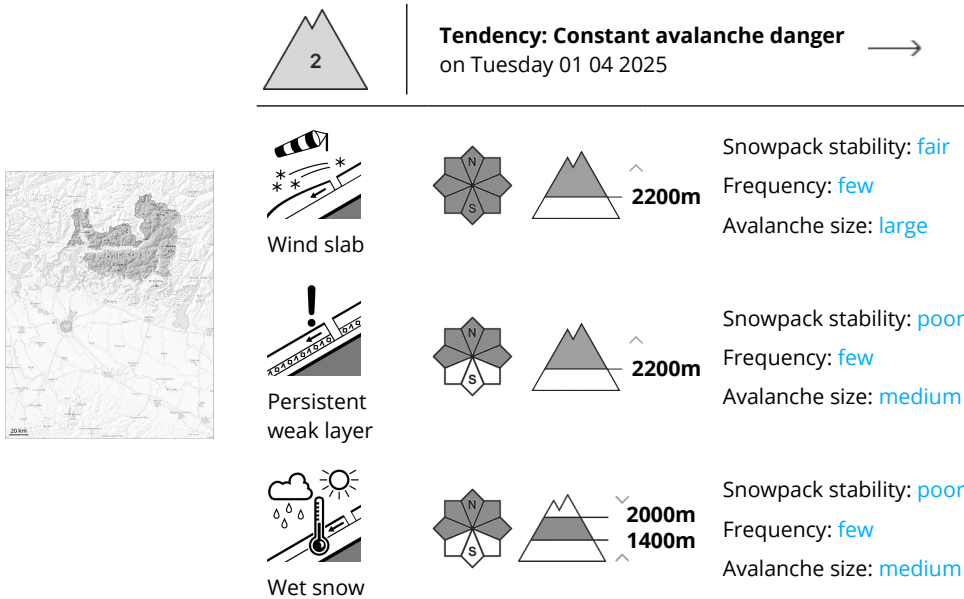 2
Tendency: Constant avalanche danger
on Tuesday 01 04 2025
N
S
2200m
Snowpack stability: fair
Frequency: few
Avalanche size: large
Wind slab
N
S
2200m
Snowpack stability: poor
Frequency: few
Avalanche size: medium
Persistent
weak layer
20 km
N
S
2000m
1400m
Snowpack stability: poor
Frequency: few
Avalanche size: medium
Wet snow